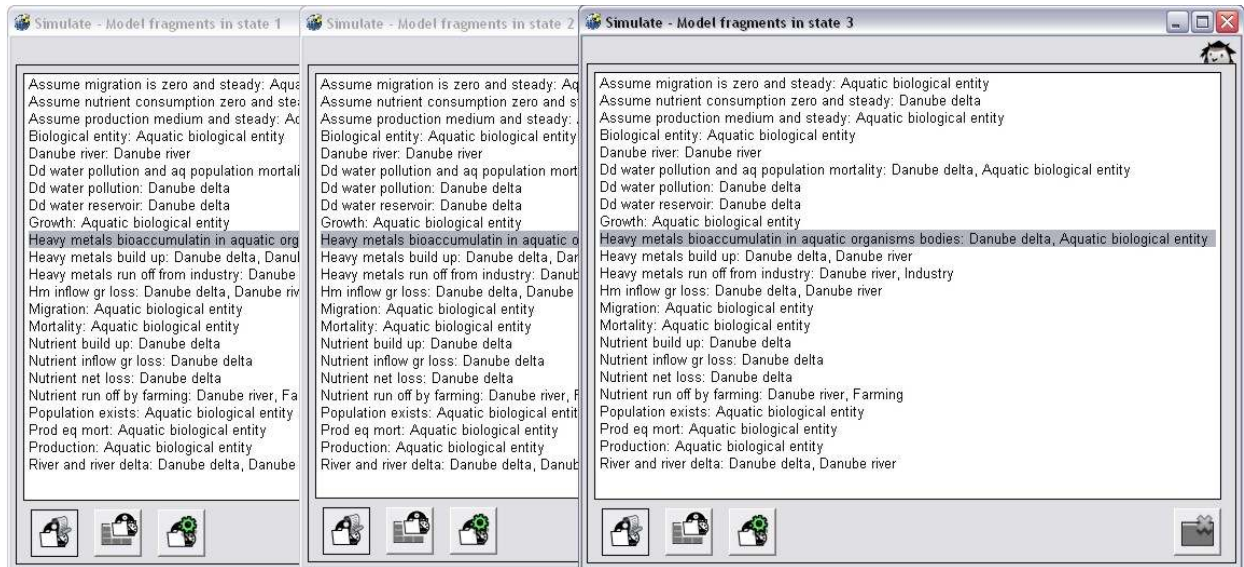 Simulate - Model fragments in state 1
Assume migration is zero and steady: Aqua
Assume nutrient consumption zero and stea
Assume production medium and steady: Aq
Biological entity: Aquatic biological entity
Danube river: Danube river
Dd water pollution and aq population mortali
Dd water pollution: Danube delta
Dd water reservoir: Danube delta
Growth: Aquatic biological entity
Heavy metals bioaccumulatin in aquatic org
Heavy metals build up: Danube delta, Danu
Heavy metals run off from industry: Danube
Hm inflow gr loss: Danube delta, Danube riv
Migration: Aquatic biological entity
Mortality: Aquatic biological entity
Nutrient build up: Danube delta
Nutrient inflow gr loss: Danube delta
Nutrient net loss: Danube delta
Nutrient run off by farming: Danube river, Fa
Population exists: Aquatic biological entity
Prod eq mort: Aquatic biological entity
Production: Aquatic biological entity
River and river delta: Danube delta, Danube
Simulate - Model fragments in state 2
Assume migration is zero and steady: Aq
Assume nutrient consumption zero and s
Assume production medium and steady:
Biological entity: Aquatic biological entity
Danube river: Danube river
Dd water pollution and aq population mort
Dd water pollution: Danube delta
Dd water reservoir: Danube delta
Growth: Aquatic biological entity
Heavy metals bioaccumulatin in aquatic o
Heavy metals build up: Danube delta, Dan
Heavy metals run off from industry: Danub
Hm inflow gr loss: Danube delta, Danube
Migration: Aquatic biological entity
Mortality: Aquatic biological entity
Nutrient build up: Danube delta
Nutrient inflow gr loss: Danube delta
Nutrient net loss: Danube delta
Nutrient run off by farming: Danube river, F
Population exists: Aquatic biological entit
Prod eq mort: Aquatic biological entity
Production: Aquatic biological entity
River and river delta: Danube delta, Danub
Simulate - Model fragments in state 3
Assume migration is zero and steady: Aquatic biological entity
Assume nutrient consumption zero and steady: Danube delta
Assume production medium and steady: Aquatic biological entity
Biological entity: Aquatic biological entity
Danube river: Danube river
Dd water pollution and aq population mortality: Danube delta, Aquatic biological entity
Dd water pollution: Danube delta
Dd water reservoir: Danube delta
Growth: Aquatic biological entity
Heavy metals bioaccumulatin in aquatic organisms bodies: Danube delta, Aquatic biological entity
Heavy metals build up: Danube delta, Danube river
Heavy metals run off from industry: Danube river, Industry
Hm inflow gr loss: Danube delta, Danube river
Migration: Aquatic biological entity
Mortality: Aquatic biological entity
Nutrient build up: Danube delta
Nutrient inflow gr loss: Danube delta
Nutrient net loss: Danube delta
Nutrient run off by farming: Danube river, Farming
Population exists: Aquatic biological entity
Prod eq mort: Aquatic biological entity
Production: Aquatic biological entity
River and river delta: Danube delta, Danube river